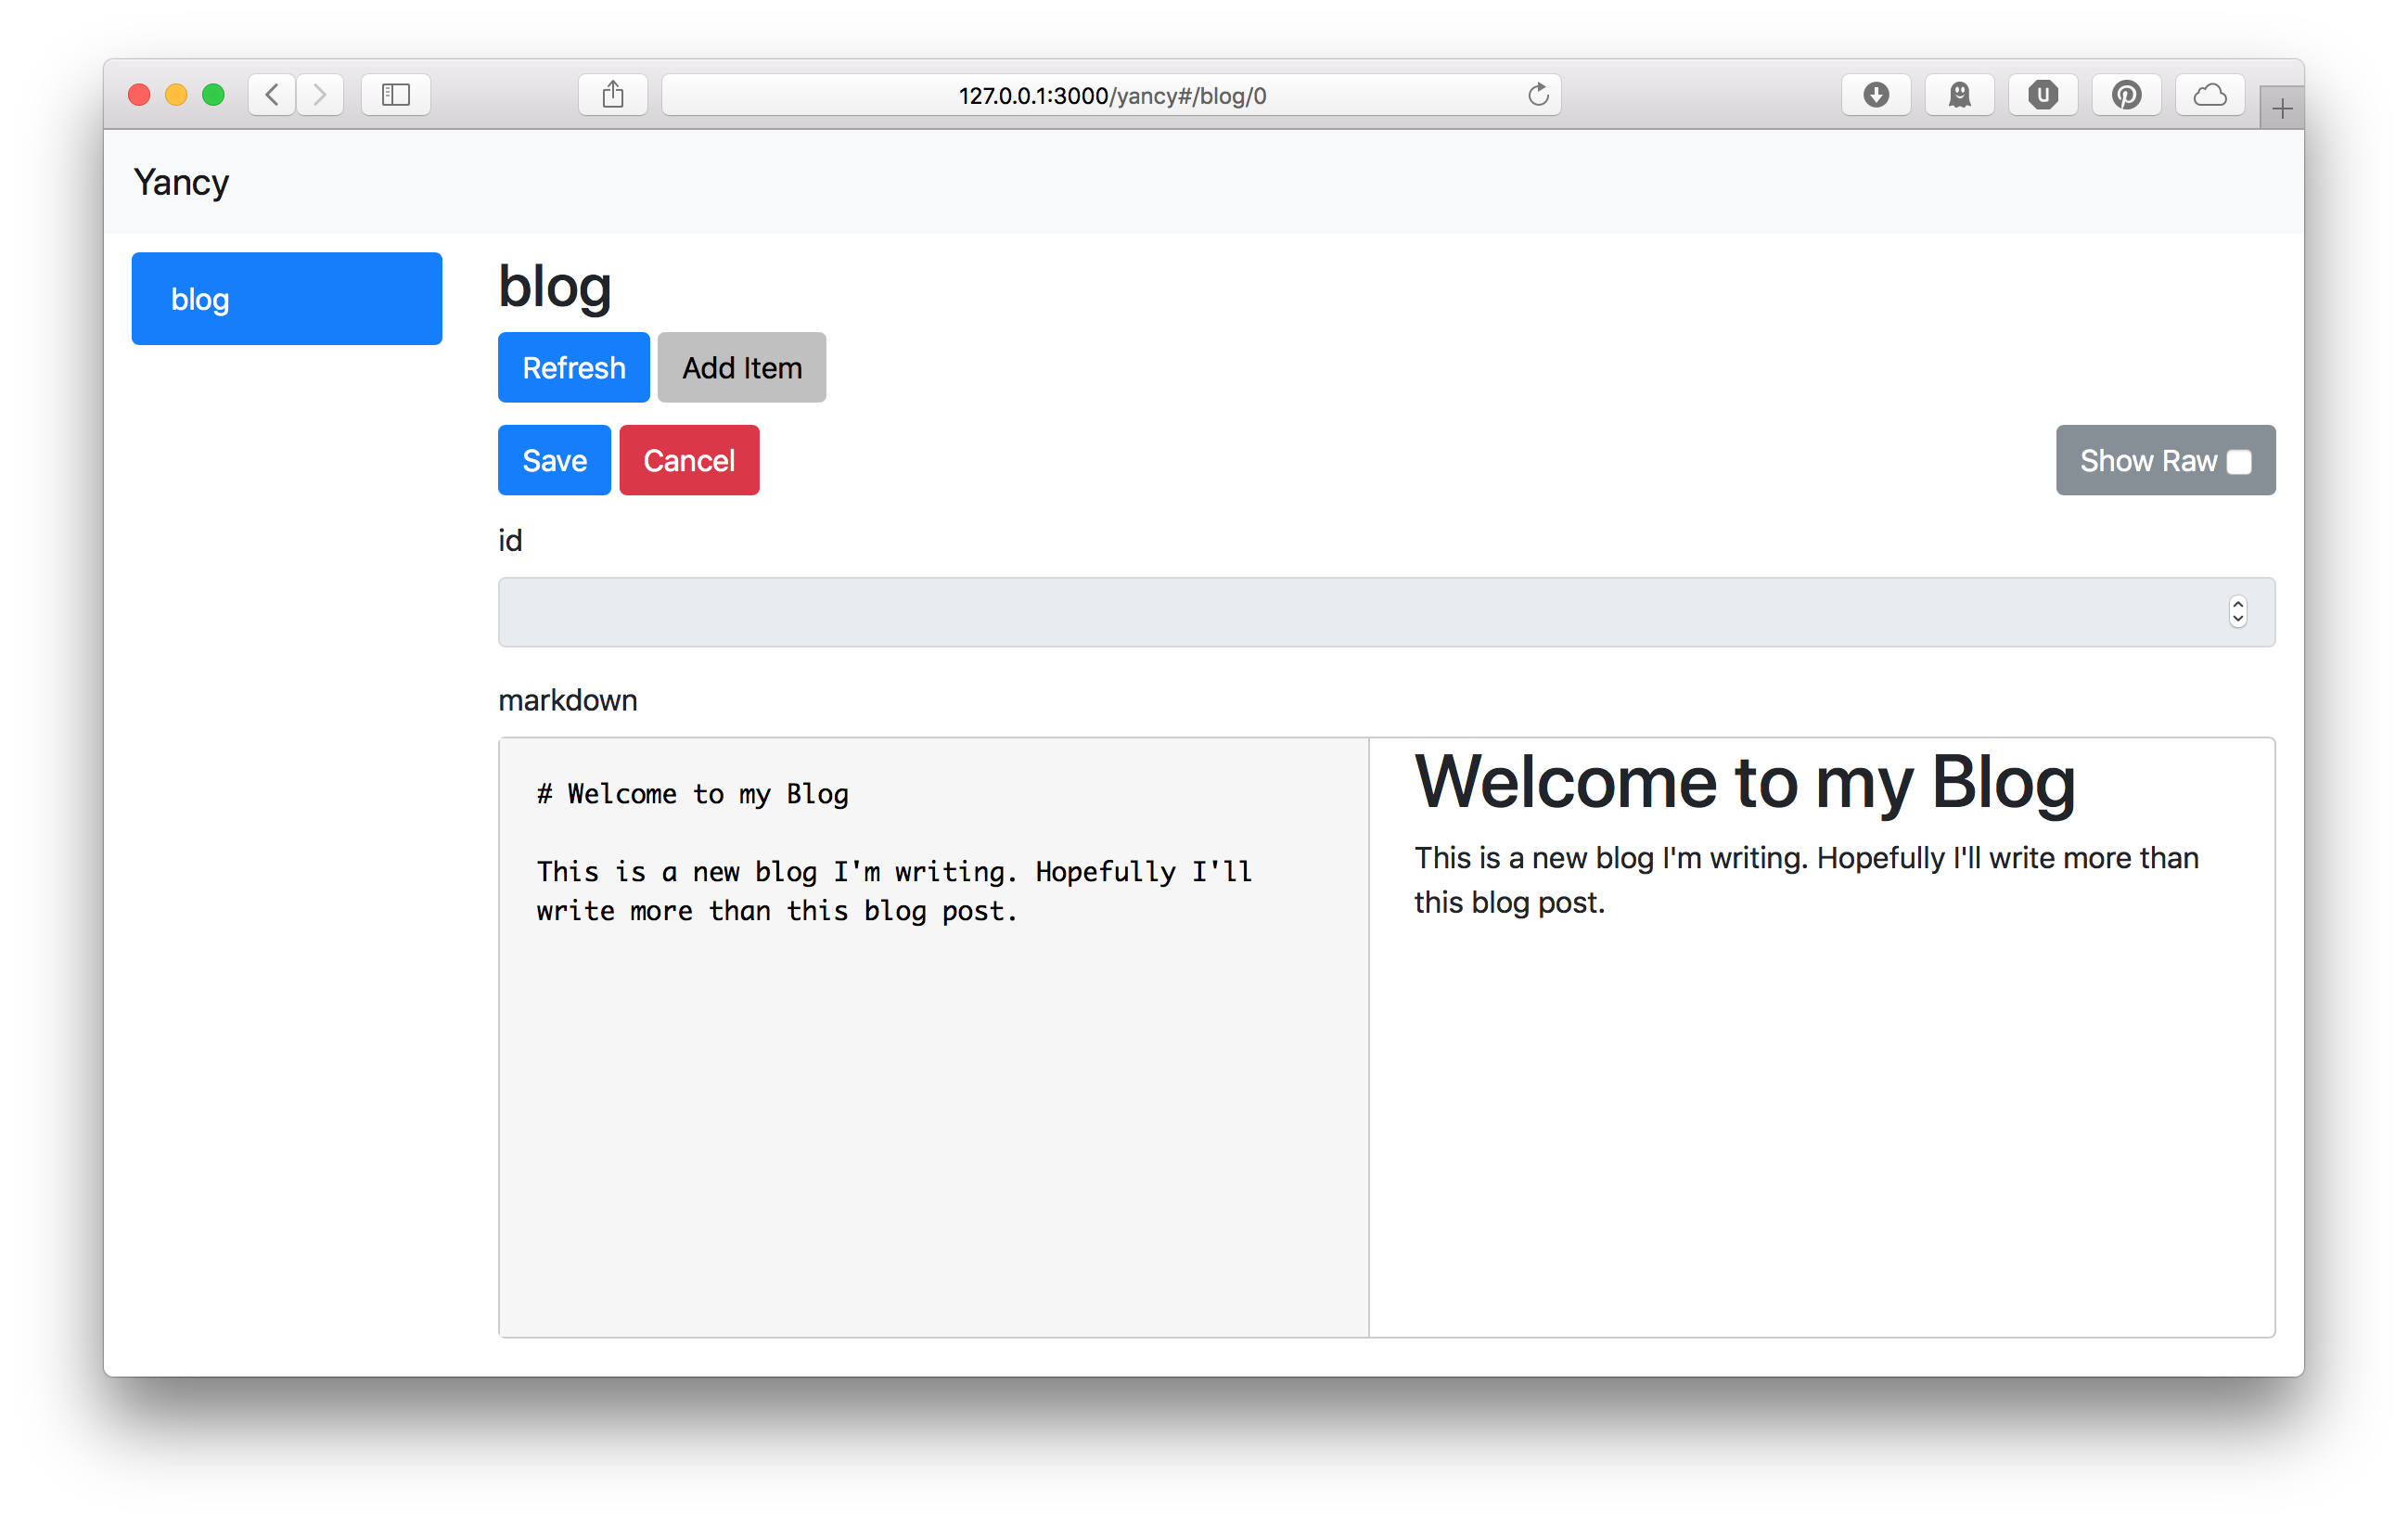 127.0.0.1:3000/yancy#/blog/0
Yancy
blog
blog
Refresh Add Item
Save Cancel Show Raw
id
markdown
# Welcome to my Blog
This is a new blog I'm writing. Hopefully I'll
write more than this blog post.
Welcome to my Blog
This is a new blog I'm writing. Hopefully I'll write more than
this blog post.